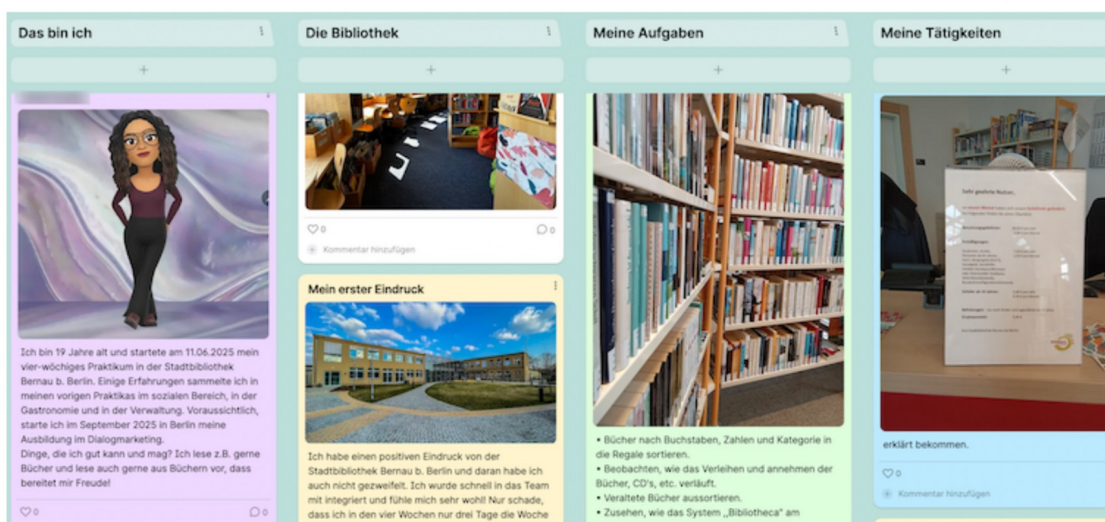 Das bin ich
Ich bin 19 Jahre alt und startete am 11.06.2025 mein
vier-wöchiges Praktikum in der Stadtbibliothek
Bernau b. Berlin. Einige Erfahrungen sammelte ich in
meinen vorigen Praktikas im sozialen Bereich, in der
Gastronomie und in der Verwaltung. Voraussichtlich,
starte ich im September 2025 in Berlin meine
Ausbildung im Dialogmarketing.
Dinge, die ich gut kann und mag? Ich lese z.B. gerne
Bücher und lese auch gerne aus Büchern vor, dass
bereitet mir Freude!
0
0
Die Bibliothek
0
0
Kommentar hinzufügen
Mein erster Eindruck
Ich habe einen positiven Eindruck von der
Stadtbibliothek Bernau b. Berlin und daran habe ich
auch nicht gezweifelt. Ich wurde schnell in das Team
mit integriert und fühle mich sehr wohl! Nur schade,
dass ich in den vier Wochen nur drei Tage die Woche
Meine Aufgaben
• Bücher nach Buchstaben, Zahlen und Kategorie in
die Regale sortieren.
• Beobachten, wie das Verleihen und annehmen der
Bücher, CD's, etc. verläuft.
• Veraltete Bücher aussortieren.
• Zusehen, wie das System „Bibliotheca" am
Meine Tätigkeiten
Sehr geehrte Nutzer,
erklärt bekommen.
0
Kommentar hinzufügen